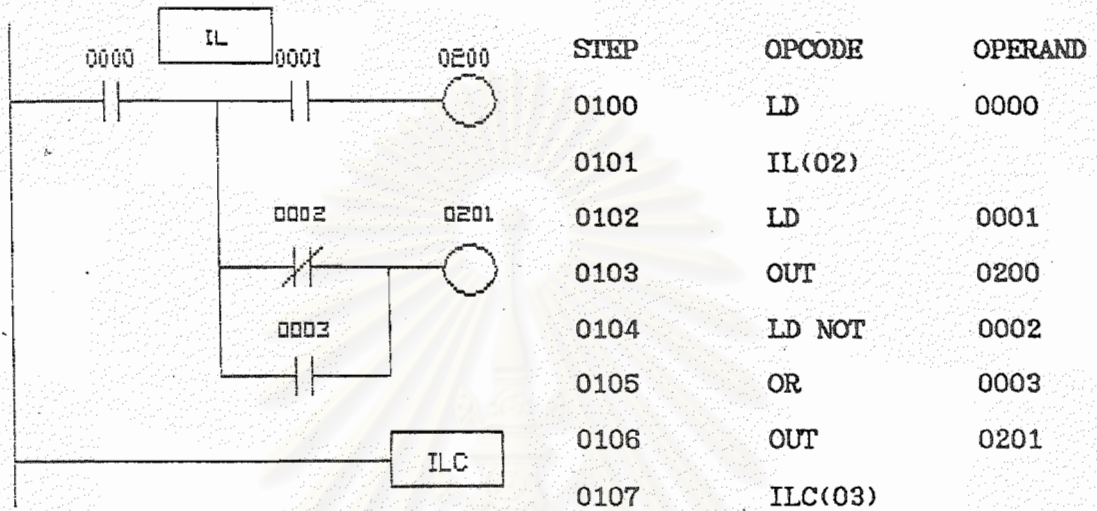 IL
0000 0001 0200
0002 0201
0003
ILC
STEP OPCODE OPERAND
0100 LD 0000
0101 IL(02)
0102 LD 0001
0103 OUT 0200
0104 LD NOT 0002
0105 OR 0003
0106 OUT 0201
0107 ILC(03)